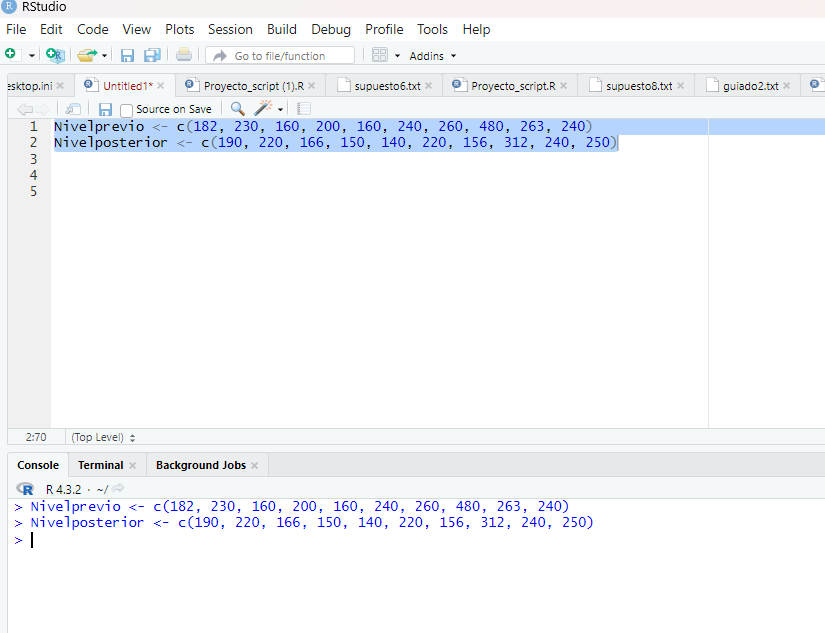 RStudio
File Edit Code View Plots Session Build Debug Profile Tools Help
Go to file/function Addins
esktop.ini Untitled1* Proyecto_script (1).R supuesto6.txt Proyecto_script.R supuesto8.txt guiado2.txt
Source on Save
1 Nivelprevio <- c(182, 230, 160, 200, 160, 240, 260, 480, 263, 240)
2 Nivelposterior <- c(190, 220, 166, 150, 140, 220, 156, 312, 240, 250)
3
4
5
2:70 (Top Level)
Console Terminal Background Jobs
R 4.3.2 · ~/
> Nivelprevio <- c(182, 230, 160, 200, 160, 240, 260, 480, 263, 240)
> Nivelposterior <- c(190, 220, 166, 150, 140, 220, 156, 312, 240, 250)
>